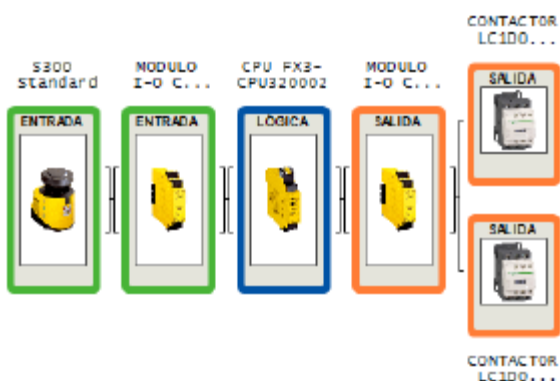 CONTACTOR
LC1D0...
S300
Standard
MODULO
I-O C...
CPU FX3-
CPU320002
MODULO
I-O C...
ENTRADA
ENTRADA
LÓGICA
SALIDA
SALIDA
SALIDA
CONTACTOR
LC1D0...